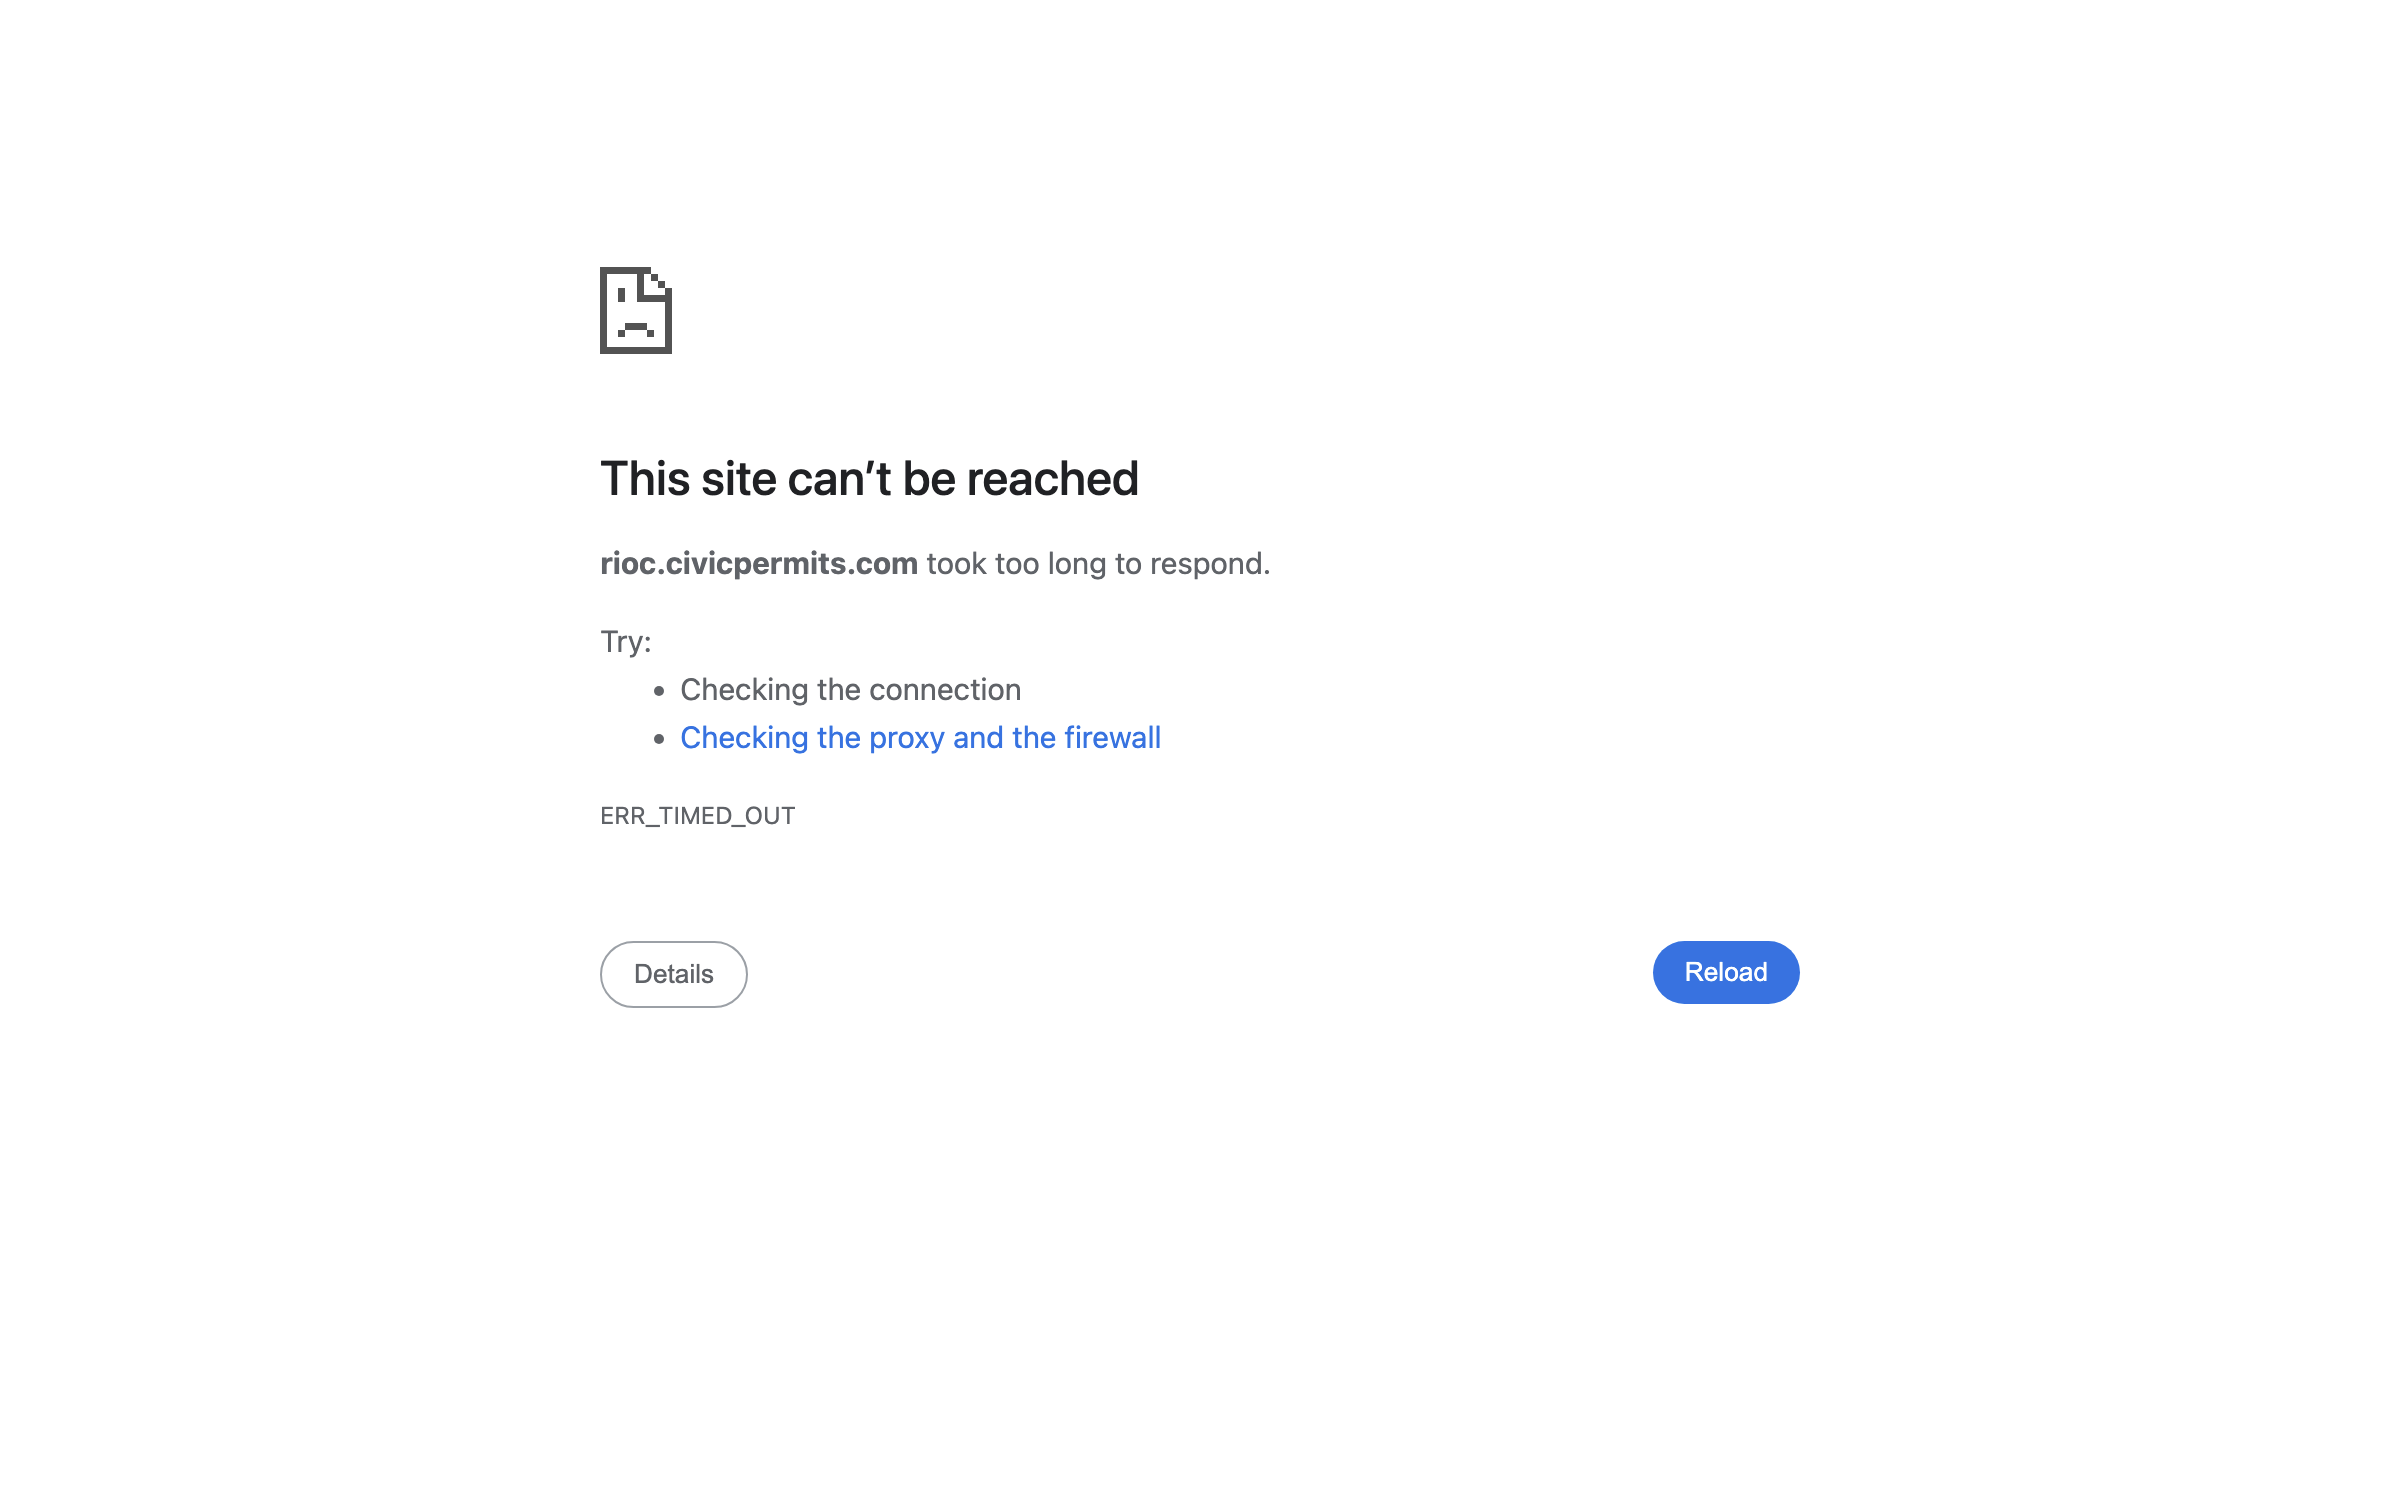 This site can’t be reached
rioc.civicpermits.com took too long to respond.
Try:
Checking the connection
Checking the proxy and the firewall
ERR_TIMED_OUT
Details
Reload